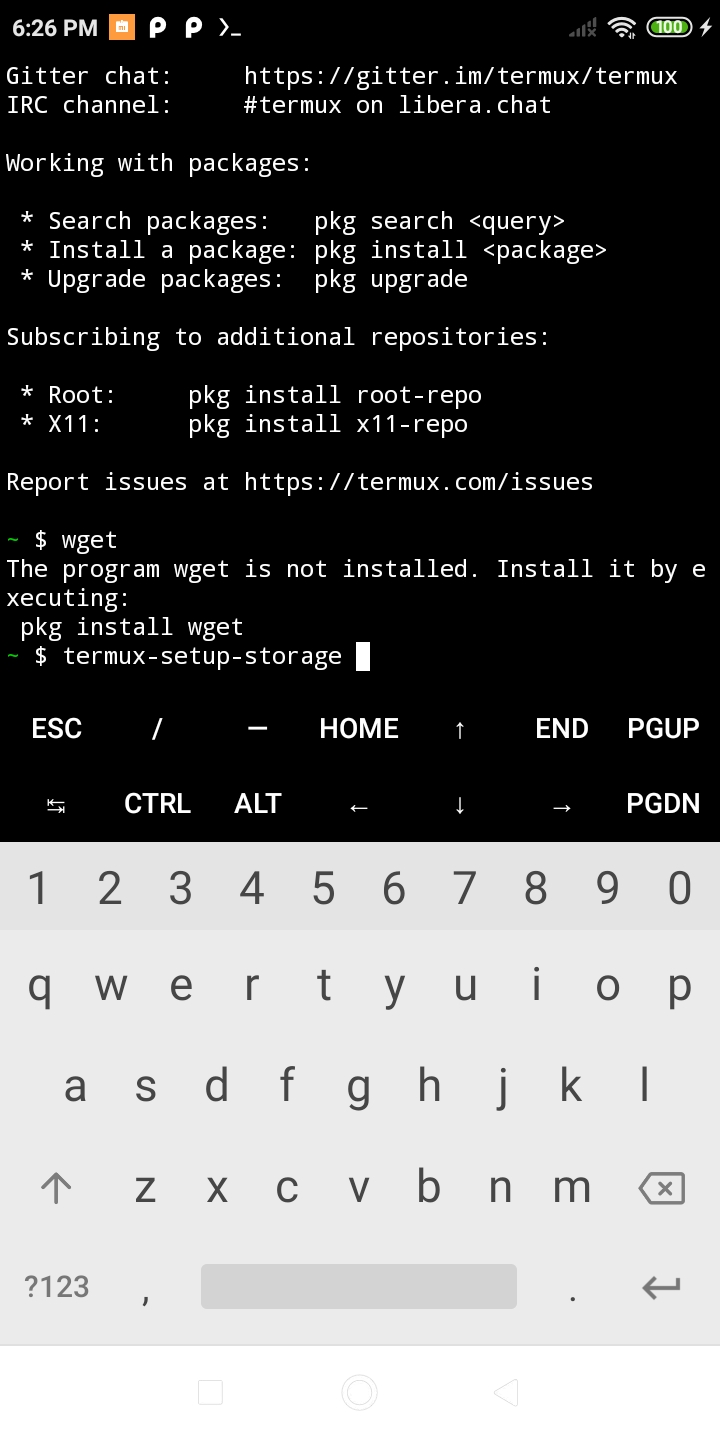 6:26 PM
100
Gitter chat: https://gitter.im/termux/termux
IRC channel: #termux on libera.chat
Working with packages:
* Search packages: pkg search <query>
* Install a package: pkg install <package>
* Upgrade packages: pkg upgrade
Subscribing to additional repositories:
* Root: pkg install root-repo
* X11: pkg install x11-repo
Report issues at https://termux.com/issues
~ $ wget
The program wget is not installed. Install it by e
xecuting:
pkg install wget
~ $ termux-setup-storage
ESC / — HOME ↑ END PGUP
↹ CTRL ALT ← ↓ → PGDN
1 2 3 4 5 6 7 8 9 0
q w e r t y u i o p
a s d f g h j k l
z x c v b n m
?123 , .